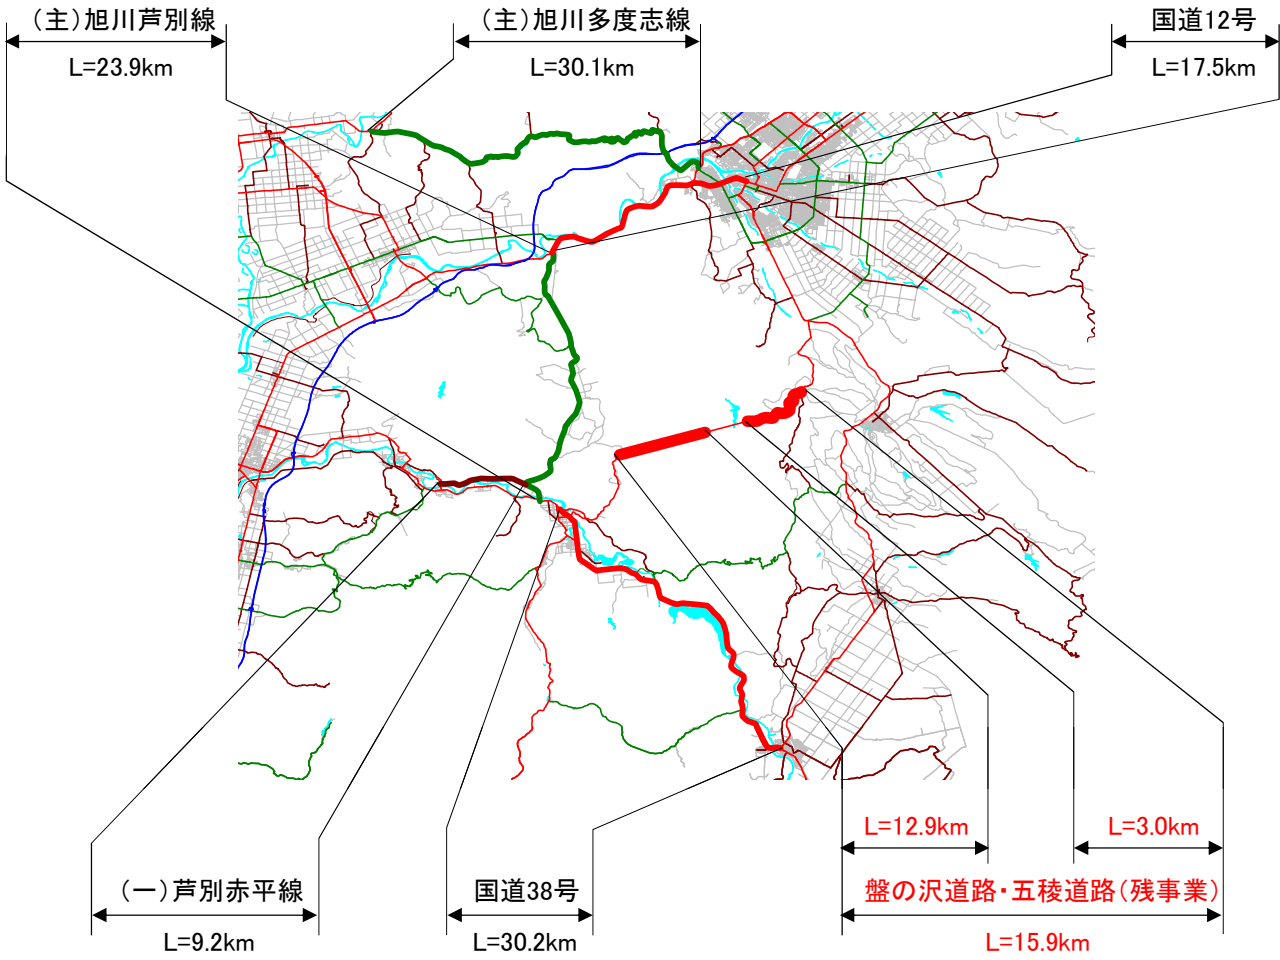 (主)旭川芦別線
L=23.9km
(主)旭川多度志線
L=30.1km
国道12号
L=17.5km
L=12.9km
L=3.0km
(一)芦別赤平線
L=9.2km
国道38号
L=30.2km
盤の沢道路・五稜道路(残事業)
L=15.9km